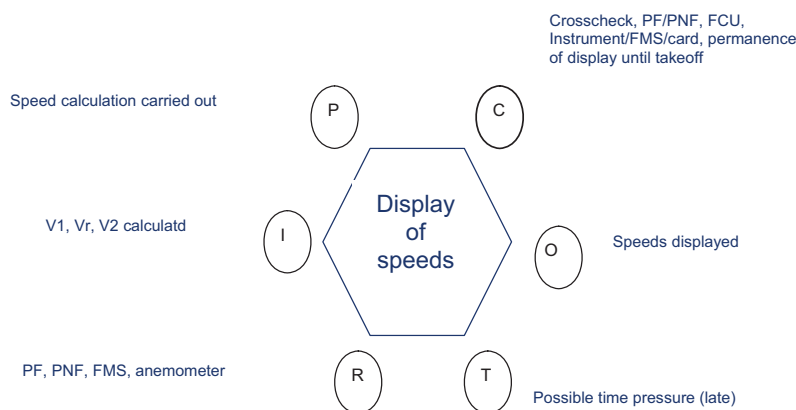 Crosscheck, PF/PNF, FCU,
Instrument/FMS/card, permanence
of display until takeoff
Speed calculation carried out
P
C
Display
of
speeds
V1, Vr, V2 calculatd
I
O
Speeds displayed
PF, PNF, FMS, anemometer
R
T
Possible time pressure (late)